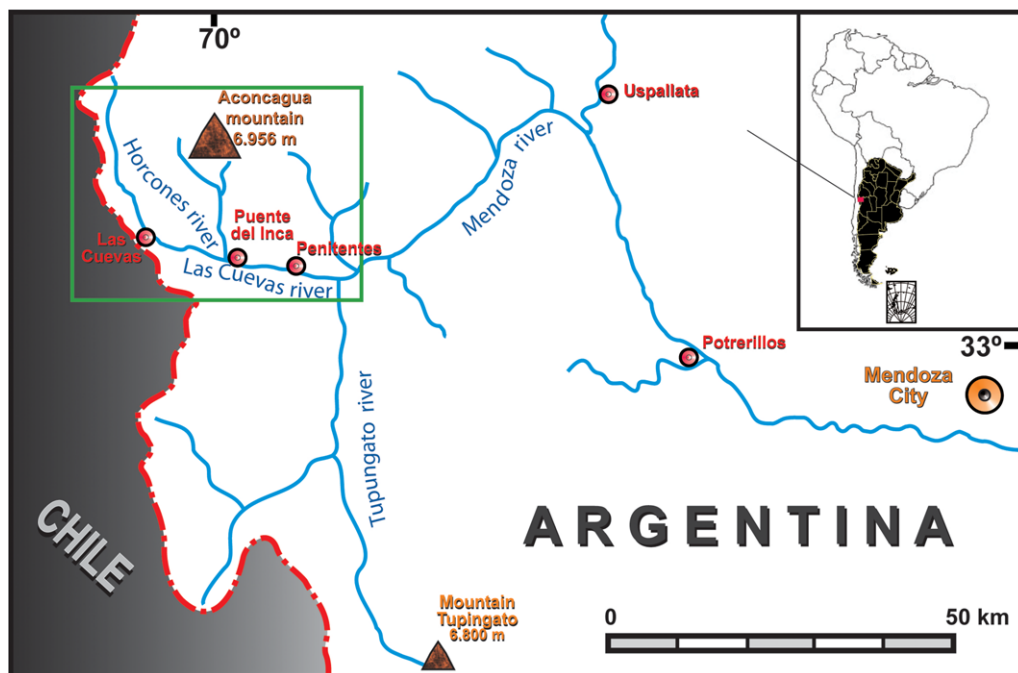 70º
Aconcagua
mountain
6.956 m
Uspallata
Horcones river
Mendoza river
Puente
del Inca
Las
Cuevas
Penitentes
Las Cuevas river
Potrerillos
33º
Mendoza
City
Tupungato river
CHILE
ARGENTINA
Mountain
Tupingato
6.800 m
0
50 km